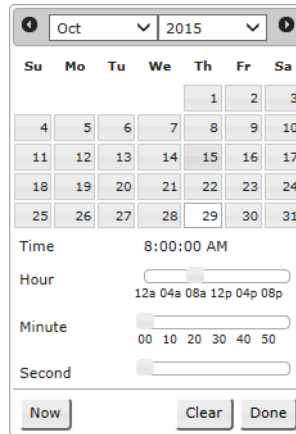 Oct 2015
Su Mo Tu We Th Fr Sa
1 2 3
4 5 6 7 8 9 10
11 12 13 14 15 16 17
18 19 20 21 22 23 24
25 26 27 28 29 30 31
Time 8:00:00 AM
Hour
12a 04a 08a 12p 04p 08p
Minute
00 10 20 30 40 50
Second
Now Clear Done